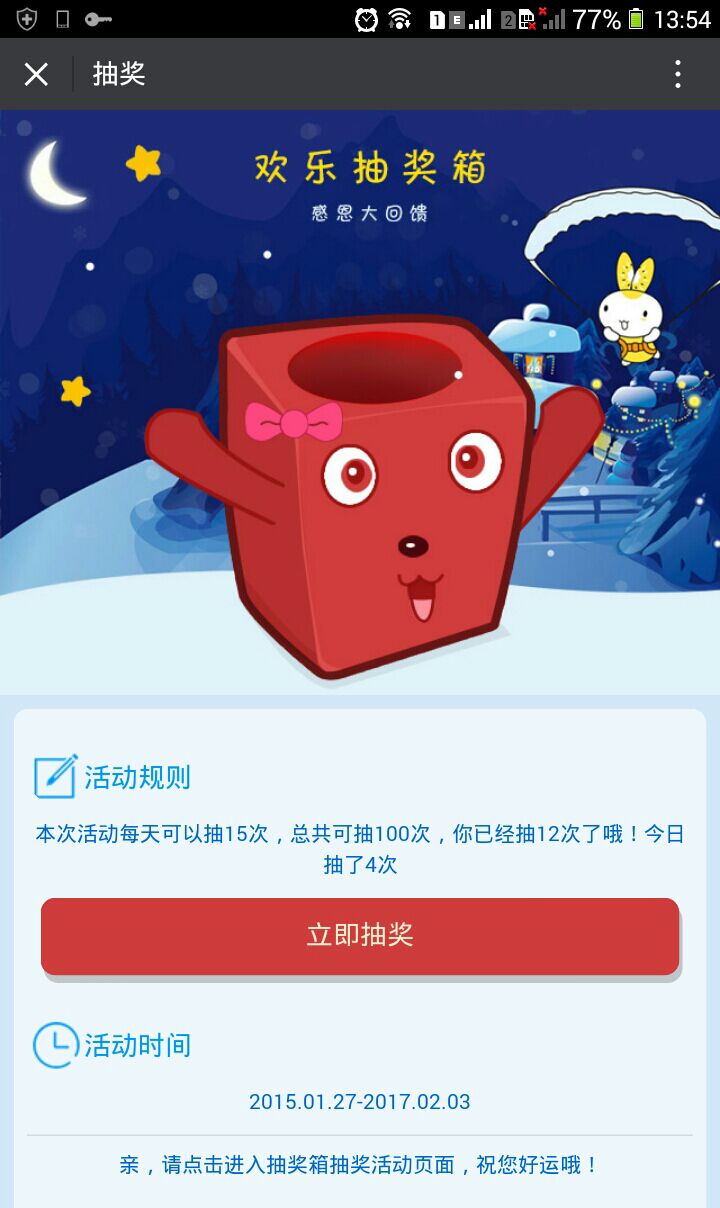 1 E 2 77% 13:54
抽奖
欢乐抽奖箱
感恩大回馈
活动规则
本次活动每天可以抽15次，总共可抽100次，你已经抽12次了哦！今日
抽了4次
立即抽奖
活动时间
2015.01.27-2017.02.03
亲，请点击进入抽奖箱抽奖活动页面，祝您好运哦！